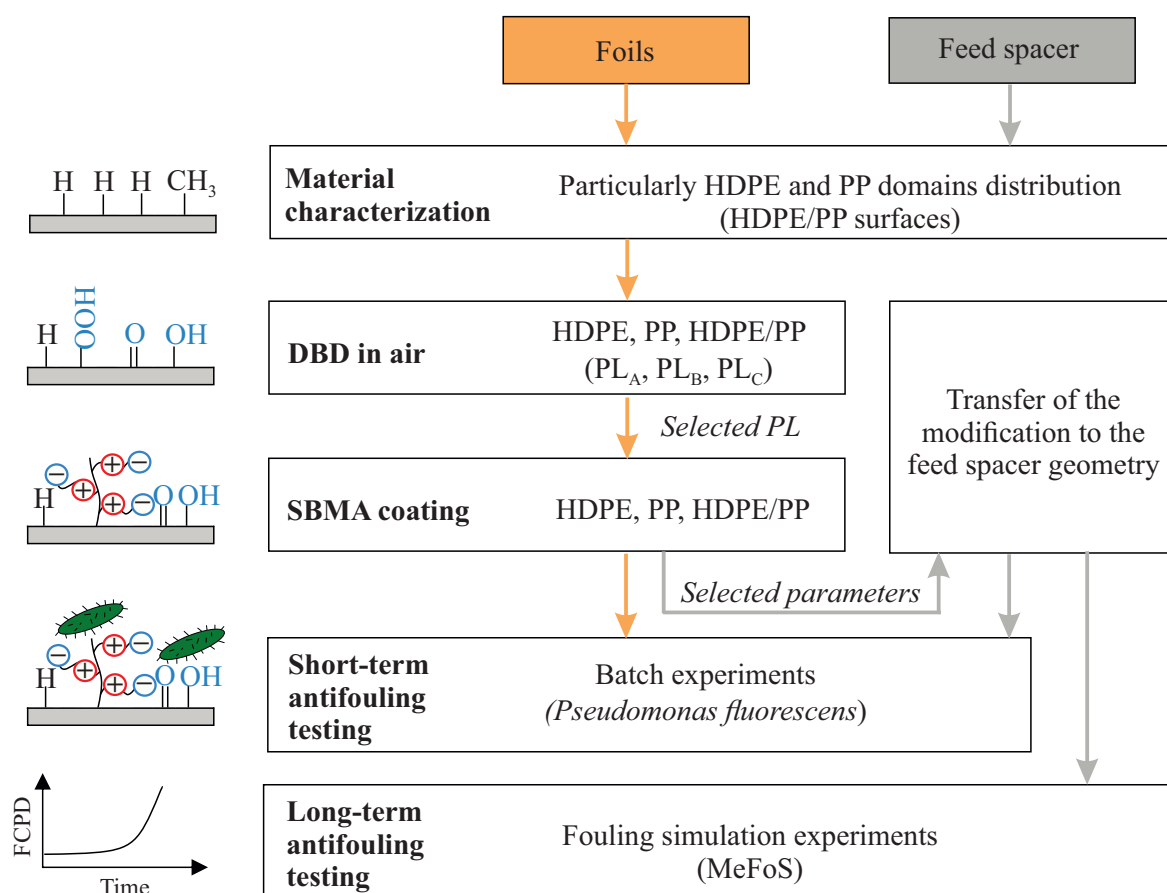 Foils
Feed spacer
H H H CH₃
Material
characterization
Particularly HDPE and PP domains distribution
(HDPE/PP surfaces)
H OOH O OH
DBD in air
HDPE, PP, HDPE/PP
(PL_A, PL_B, PL_C)
Selected PL
Transfer of the
modification to the
feed spacer geometry
H − + + − + − O OH
SBMA coating
HDPE, PP, HDPE/PP
Selected parameters
H − + + − + − O OH
Short-term
antifouling
testing
Batch experiments
(Pseudomonas fluorescens)
FCPD
Time
Long-term
antifouling
testing
Fouling simulation experiments
(MeFoS)